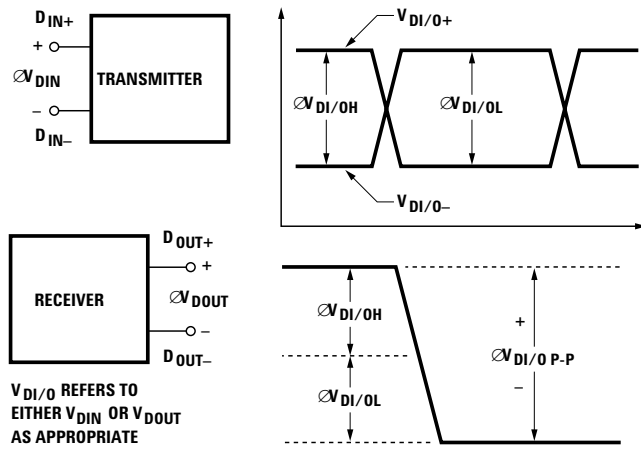 D IN+
+
∅V DIN
TRANSMITTER
–
D IN–
V DI/O+
∅V DI/OH
∅V DI/OL
V DI/O–
D OUT+
+
RECEIVER
∅V DOUT
–
D OUT–
V DI/O REFERS TO
EITHER V DIN OR V DOUT
AS APPROPRIATE
∅V DI/OH
∅V DI/OL
+
∅V DI/O P-P
–